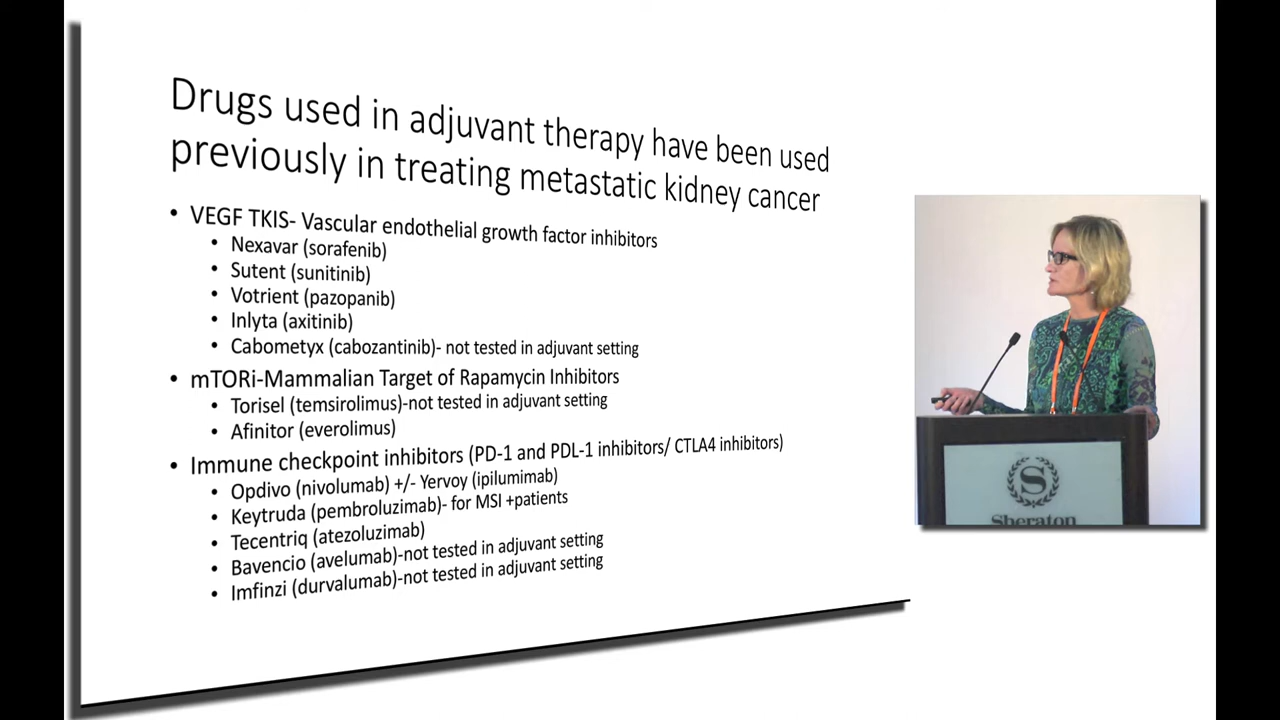 Drugs used in adjuvant therapy have been used
previously in treating metastatic kidney cancer
• VEGF TKIS- Vascular endothelial growth factor inhibitors
• Nexavar (sorafenib)
• Sutent (sunitinib)
• Votrient (pazopanib)
• Inlyta (axitinib)
• Cabometyx (cabozantinib)- not tested in adjuvant setting
• mTORi-Mammalian Target of Rapamycin Inhibitors
• Torisel (temsirolimus)-not tested in adjuvant setting
• Afinitor (everolimus)
• Immune checkpoint inhibitors (PD-1 and PDL-1 inhibitors/ CTLA4 inhibitors)
• Opdivo (nivolumab) +/- Yervoy (ipilumimab)
• Keytruda (pembroluzimab)- for MSI +patients
• Tecentriq (atezoluzimab)
• Bavencio (avelumab)-not tested in adjuvant setting
• Imfinzi (durvalumab)-not tested in adjuvant setting
S
Sheraton